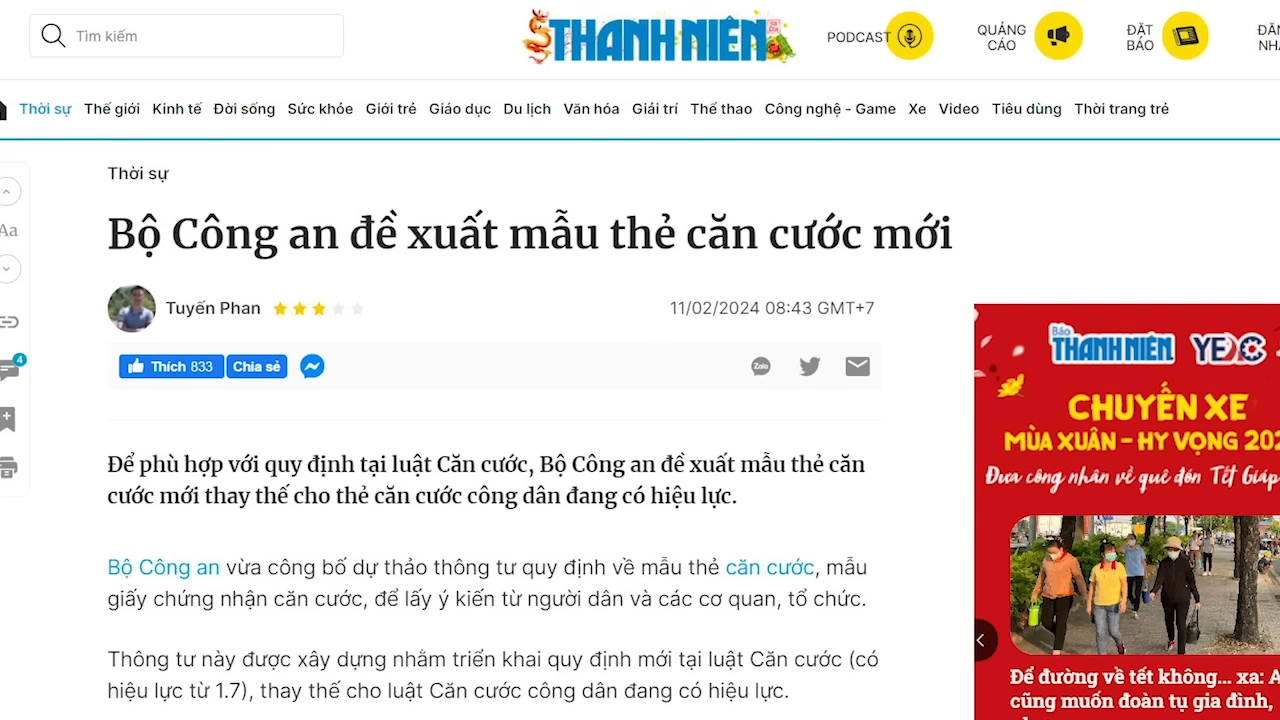 Tìm kiếm
THANH NIÊN
PODCAST
QUẢNG
CÁO
ĐẶT
BÁO
Thời sự Thế giới Kinh tế Đời sống Sức khỏe Giới trẻ Giáo dục Du lịch Văn hóa Giải trí Thể thao Công nghệ - Game Xe Video Tiêu dùng Thời trang trẻ
Thời sự
Bộ Công an đề xuất mẫu thẻ căn cước mới
Aa
4
Tuyến Phan
11/02/2024 08:43 GMT+7
Thích 833 Chia sẻ
Zalo
Để phù hợp với quy định tại luật Căn cước, Bộ Công an đề xuất mẫu thẻ căn
cước mới thay thế cho thẻ căn cước công dân đang có hiệu lực.
Bộ Công an vừa công bố dự thảo thông tư quy định về mẫu thẻ căn cước, mẫu
giấy chứng nhận căn cước, để lấy ý kiến từ người dân và các cơ quan, tổ chức.
Thông tư này được xây dựng nhằm triển khai quy định mới tại luật Căn cước (có
hiệu lực từ 1.7), thay thế cho luật Căn cước công dân đang có hiệu lực.
Báo
THANH NIÊN
CHUYẾN XE
MÙA XUÂN - HY VỌNG
Đưa công nhân về quê đón Tết Giáp
Để đường về tết không... xa: A
cũng muốn đoàn tụ gia đình,